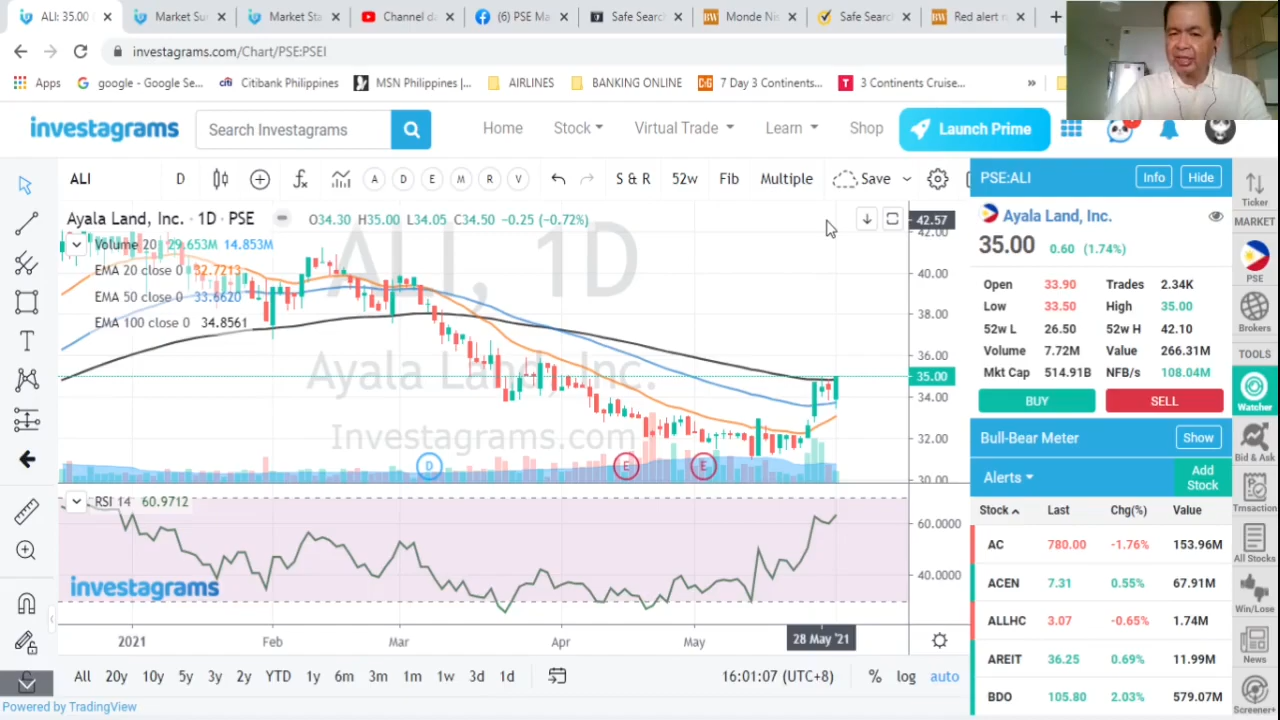 ALI: 35.00
Market Su
Market Sta
Channel da
(6) PSE Ma
Safe Searc
Monde Nis
Safe Searc
Red alert r
investagrams.com/Chart/PSE:PSEI
Apps
google - Google Se...
Citibank Philippines
MSN Philippines |...
AIRLINES
BANKING ONLINE
7 Day 3 Continents...
3 Continents Cruise...
»
investagrams
Search Investagrams
Home
Stock
Virtual Trade
Learn
Shop
Launch Prime
ALI
D
A
D
E
M
R
V
S & R
52w
Fib
Multiple
Save
PSE:ALI
Info
Hide
Ayala Land, Inc. · 1D · PSE
O34.30 H35.00 L34.05 C34.50 -0.25 (-0.72%)
Volume 20 29.653M 14.853M
EMA 20 close 0 32.7213
EMA 50 close 0 33.6620
EMA 100 close 0 34.8561
ALI, 1D
Ayala Land, Inc.
Investagrams.com
42.57
42.00
40.00
38.00
36.00
35.00
34.00
32.00
30.00
D
E
E
RSI 14 60.9712
60.0000
40.0000
investagrams
2021
Feb
Mar
Apr
May
28 May '21
All
20y
10y
5y
3y
2y
YTD
1y
6m
3m
1m
1w
3d
1d
16:01:07 (UTC+8)
%
log
auto
Powered by TradingView
Ayala Land, Inc.
35.00 0.60 (1.74%)
Open 33.90 Trades 2.34K
Low 33.50 High 35.00
52w L 26.50 52w H 42.10
Volume 7.72M Value 266.31M
Mkt Cap 514.91B NFB/s 108.04M
BUY
SELL
Bull-Bear Meter
Show
Alerts
Add
Stock
Stock Last Chg(%) Value
AC 780.00 -1.76% 153.96M
ACEN 7.31 0.55% 67.91M
ALLHC 3.07 -0.65% 1.74M
AREIT 36.25 0.69% 11.99M
BDO 105.80 2.03% 579.07M
Ticker
MARKET
PSE
Brokers
TOOLS
Watcher
Bid & Ask
Trnsaction
All Stocks
Win/Lose
News
Screener+